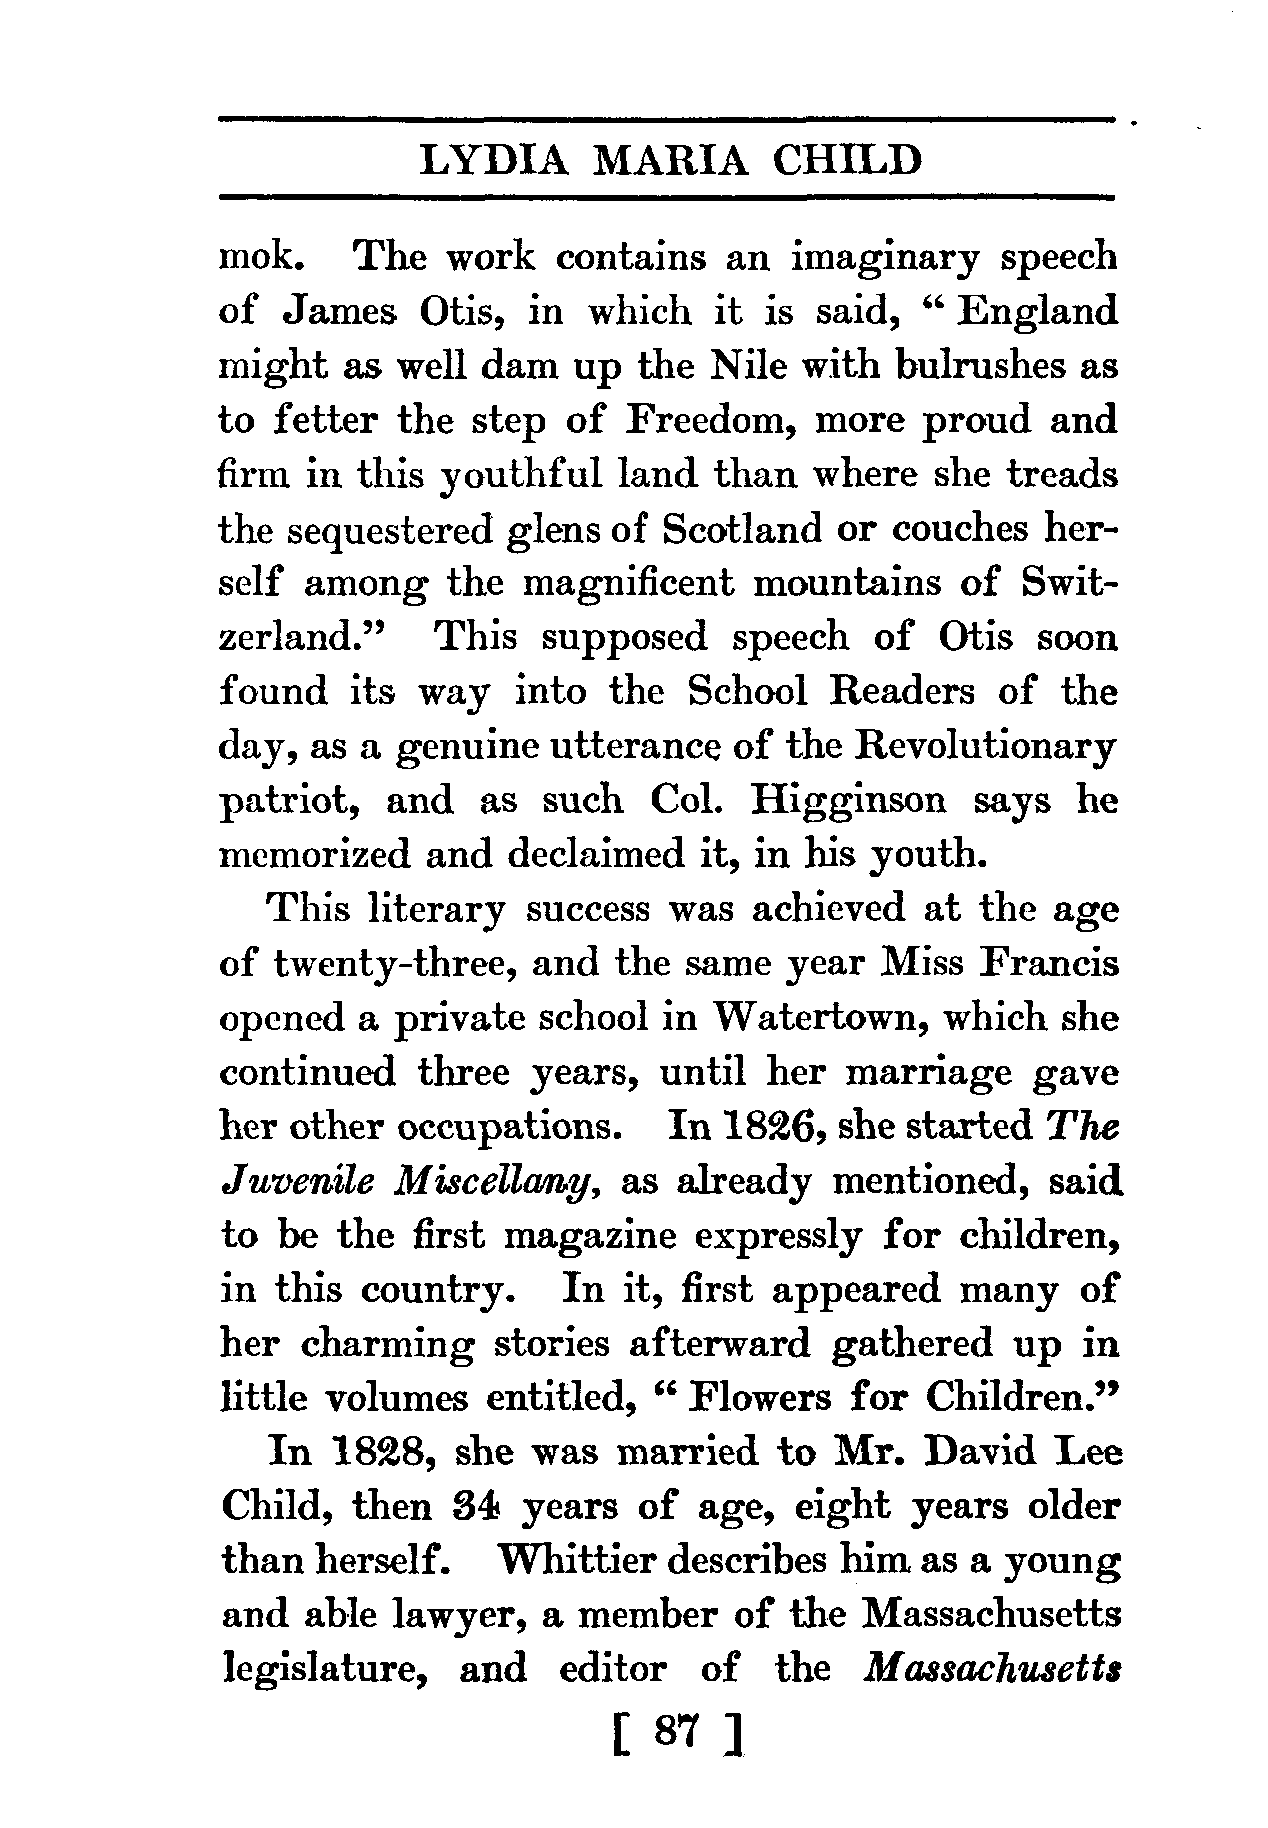 LYDIA MARIA CHILD
mok. The work contains an imaginary speech
of James Otis, in which it is said, “ England
might as well dam up the Nile with bulrushes as
to fetter the step of Freedom, more proud and
firm in this youthful land than where she treads
the sequestered glens of Scotland or couches her-
self among the magnificent mountains of Swit-
zerland.” This supposed speech of Otis soon
found its way into the School Readers of the
day, as a genuine utterance of the Revolutionary
patriot, and as such Col. Higginson says he
memorized and declaimed it, in his youth.
This literary success was achieved at the age
of twenty-three, and the same year Miss Francis
opened a private school in Watertown, which she
continued three years, until her marriage gave
her other occupations. In 1826, she started The
Juvenile Miscellany, as already mentioned, said
to be the first magazine expressly for children,
in this country. In it, first appeared many of
her charming stories afterward gathered up in
little volumes entitled, “ Flowers for Children.”
In 1828, she was married to Mr. David Lee
Child, then 34 years of age, eight years older
than herself. Whittier describes him as a young
and able lawyer, a member of the Massachusetts
legislature, and editor of the Massachusetts
[ 87 ]